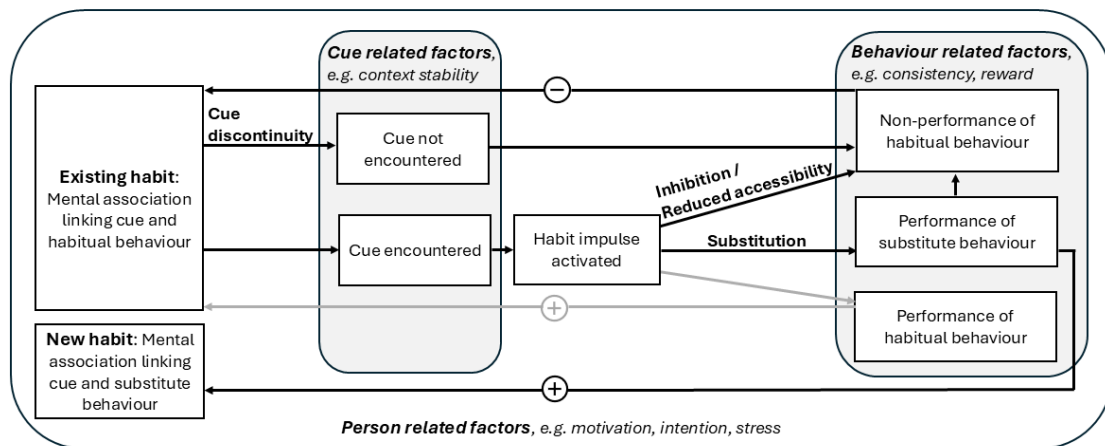 Cue related factors,
e.g. context stability
Behaviour related factors,
e.g. consistency, reward
−
Cue
discontinuity
Cue not
encountered
Non-performance of
habitual behaviour
Existing habit:
Mental association
linking cue and
habitual behaviour
Inhibition /
Reduced accessibility
Cue encountered
Habit impulse
activated
Substitution
Performance of
substitute behaviour
+
Performance of
habitual behaviour
New habit: Mental
association linking
cue and substitute
behaviour
+
Person related factors, e.g. motivation, intention, stress